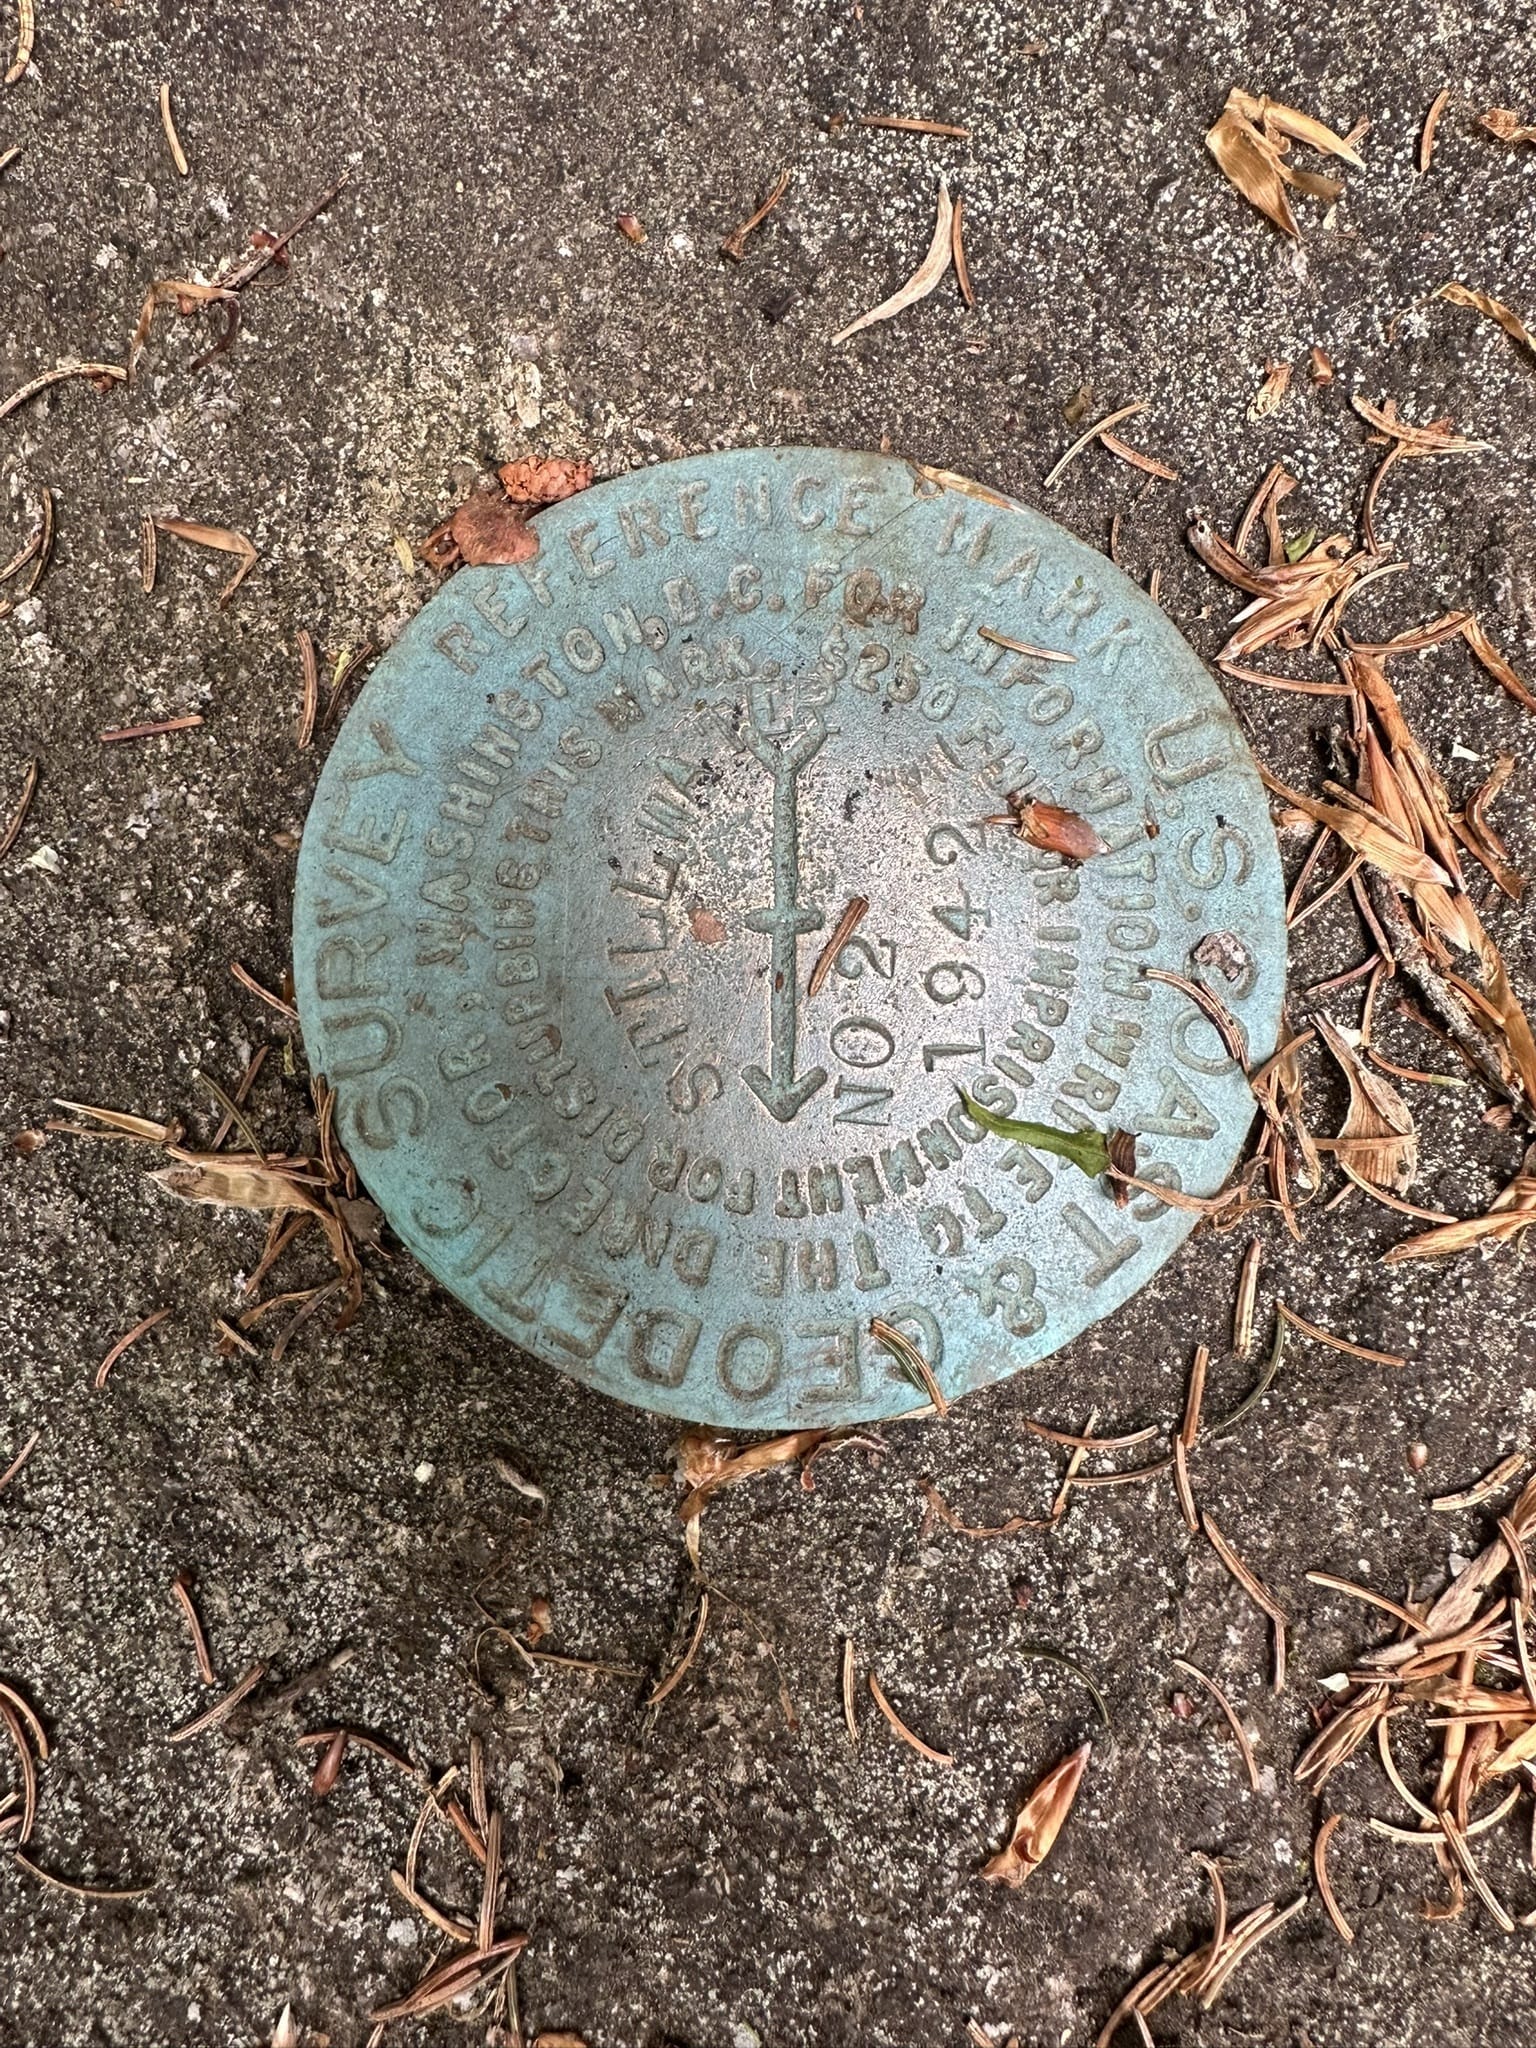 U.S. COAST & GEODETIC SURVEY
REFERENCE MARK
FOR INFORMATION WRITE TO THE DIRECTOR, WASHINGTON, D.C.
$250 FINE OR IMPRISONMENT FOR DISTURBING THIS MARK.
STILLWATER
NO 2
1942